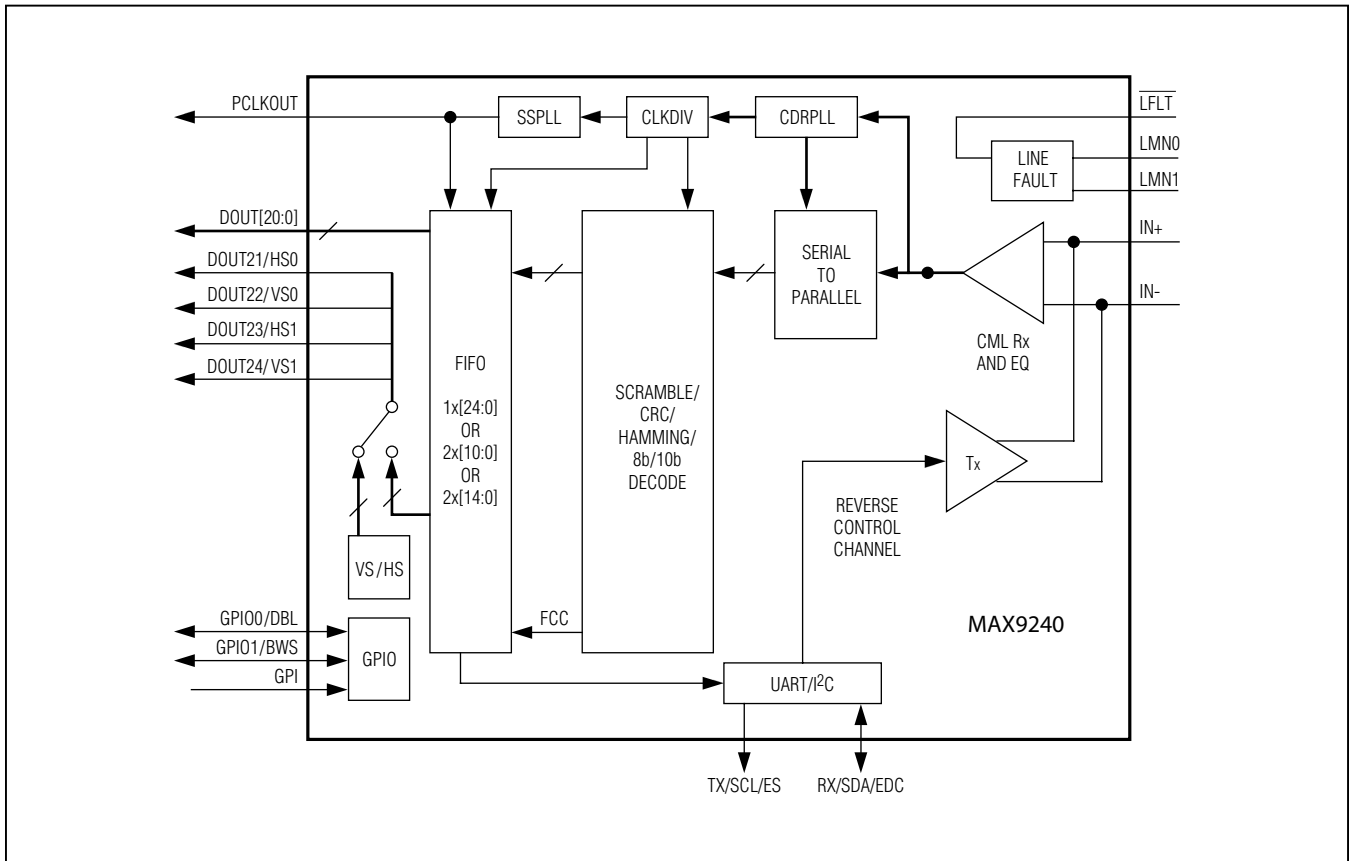 PCLKOUT
SSPLL
CLKDIV
CDRPLL
LFLT
LMN0
LMN1
LINE
FAULT
IN+
IN-
DOUT[20:0]
DOUT21/HS0
DOUT22/VS0
DOUT23/HS1
DOUT24/VS1
FIFO
1x[24:0]
OR
2x[10:0]
OR
2x[14:0]
SCRAMBLE/
CRC/
HAMMING/
8b/10b
DECODE
SERIAL
TO
PARALLEL
CML Rx
AND EQ
Tx
REVERSE
CONTROL
CHANNEL
VS/HS
GPIO0/DBL
GPIO1/BWS
GPI
GPIO
FCC
UART/I²C
MAX9240
TX/SCL/ES
RX/SDA/EDC